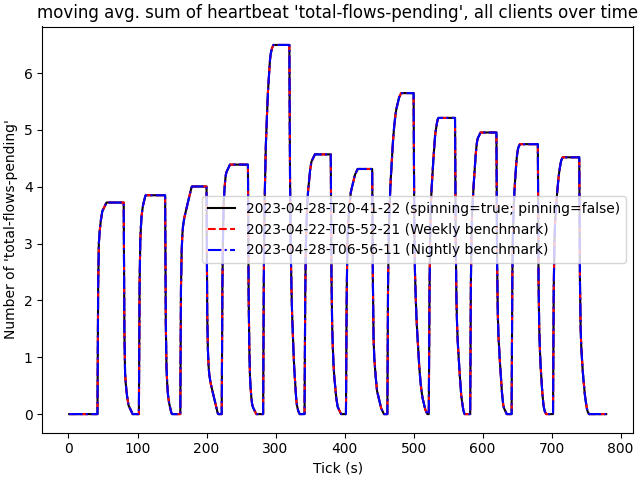 moving avg. sum of heartbeat 'total-flows-pending', all clients over time
Number of 'total-flows-pending'
6
5
4
3
2
1
0
2023-04-28-T20-41-22 (spinning=true; pinning=false)
2023-04-22-T05-52-21 (Weekly benchmark)
2023-04-28-T06-56-11 (Nightly benchmark)
0 100 200 300 400 500 600 700 800
Tick (s)